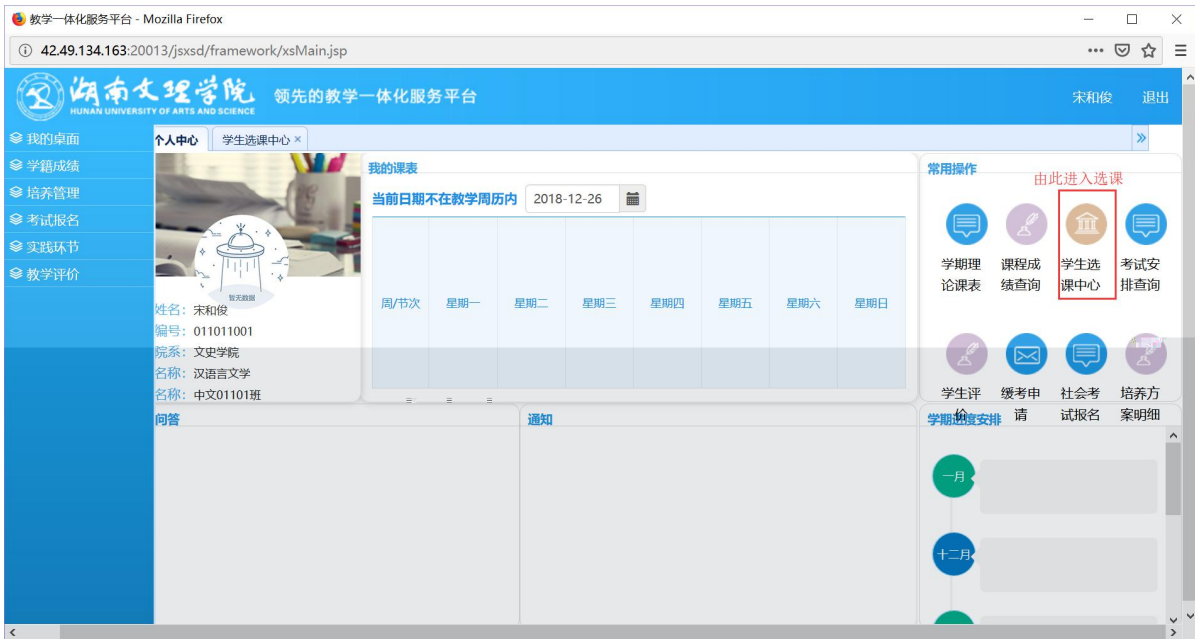 教学一体化服务平台 - Mozilla Firefox
42.49.134.163:20013/jsxsd/framework/xsMain.jsp
湖南文理学院
HUNAN UNIVERSITY OF ARTS AND SCIENCE
领先的教学一体化服务平台
宋和俊 退出
我的桌面
学籍成绩
培养管理
考试报名
实践环节
教学评价
个人中心 学生选课中心 ×
暂无数据
姓名: 宋和俊
编号: 011011001
院系: 文史学院
名称: 汉语言文学
名称: 中文01101班
我的课表
当前日期不在教学周历内 2018-12-26
周/节次 星期一 星期二 星期三 星期四 星期五 星期六 星期日
常用操作
由此进入选课
学期理论课表
课程成绩查询
学生选课中心
考试安排查询
学生评价
缓考申请
社会考试报名
培养方案明细
问答
通知
学期进度安排
一月
十二月